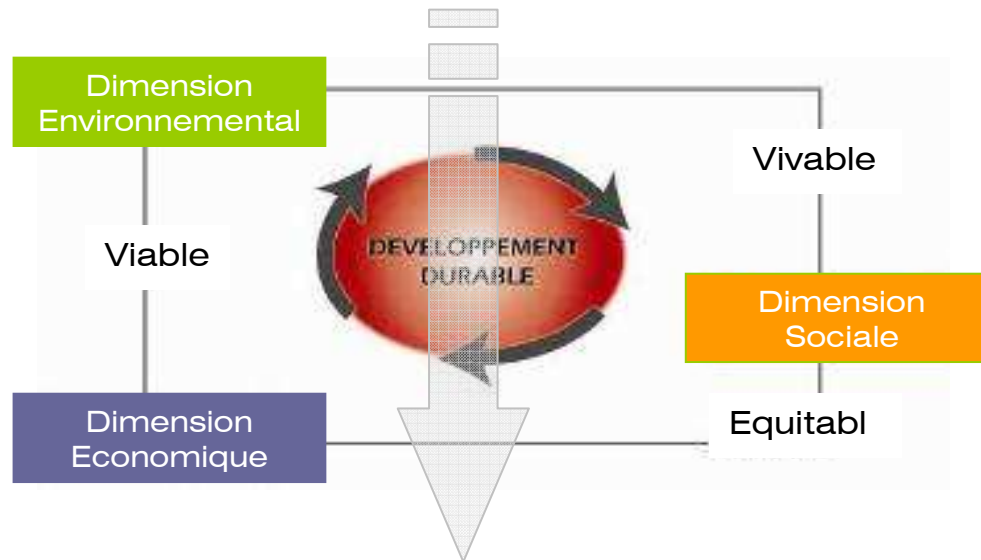 Dimension
Environnemental
Vivable
Viable
DEVELOPPEMENT
DURABLE
Dimension
Sociale
Dimension
Economique
Equitabl